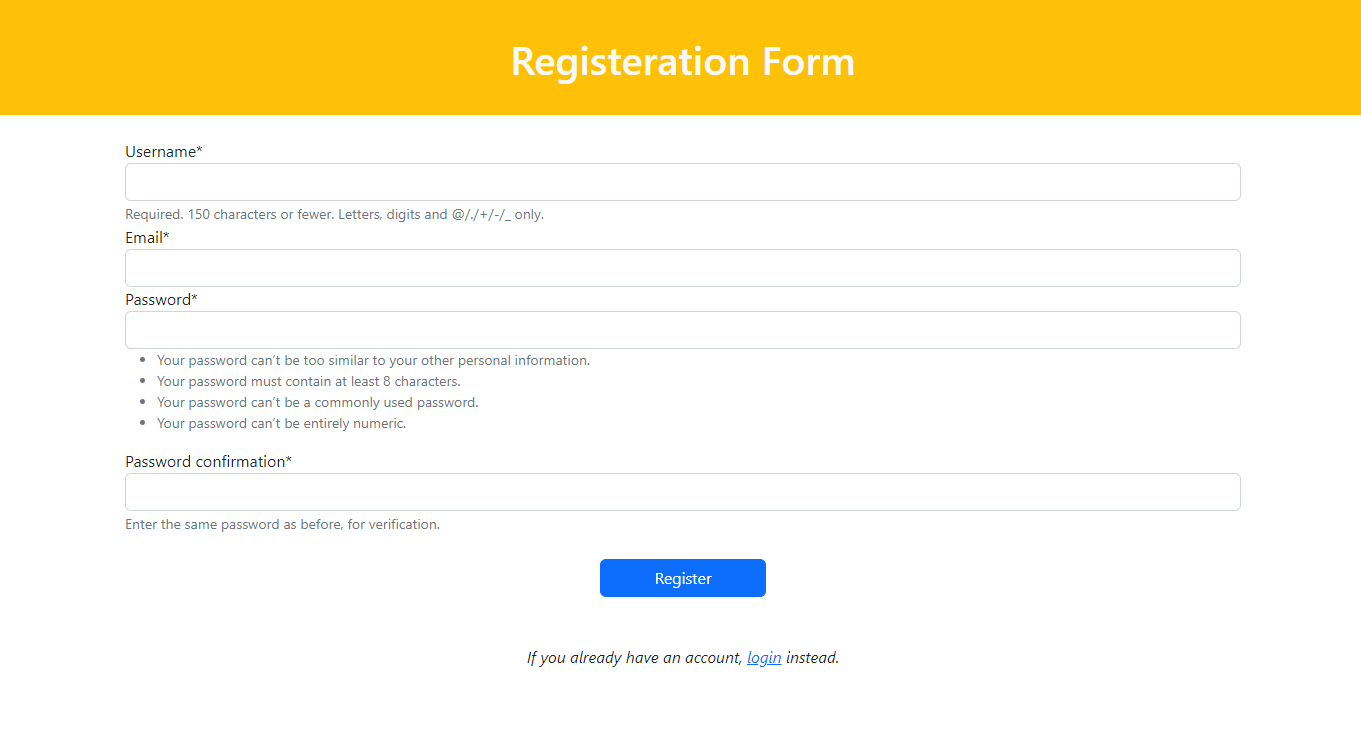 Registeration Form
Username*
Required. 150 characters or fewer. Letters, digits and @/./+/-/_ only.
Email*
Password*
Your password can’t be too similar to your other personal information.
Your password must contain at least 8 characters.
Your password can’t be a commonly used password.
Your password can’t be entirely numeric.
Password confirmation*
Enter the same password as before, for verification.
Register
If you already have an account, login instead.